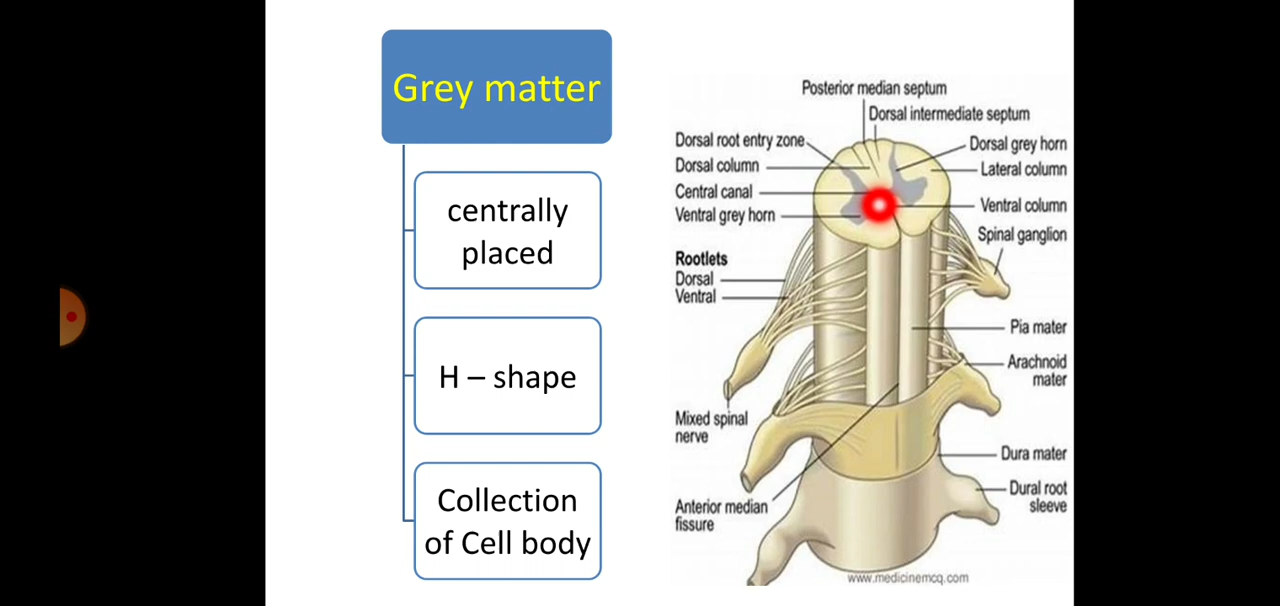 Grey matter
centrally
placed
H – shape
Collection
of Cell body
Posterior median septum
Dorsal intermediate septum
Dorsal root entry zone
Dorsal column
Central canal
Ventral grey horn
Dorsal grey horn
Lateral column
Ventral column
Spinal ganglion
Rootlets
Dorsal
Ventral
Pia mater
Arachnoid
mater
Mixed spinal
nerve
Dura mater
Dural root
sleeve
Anterior median
fissure
www.medicinemcq.com